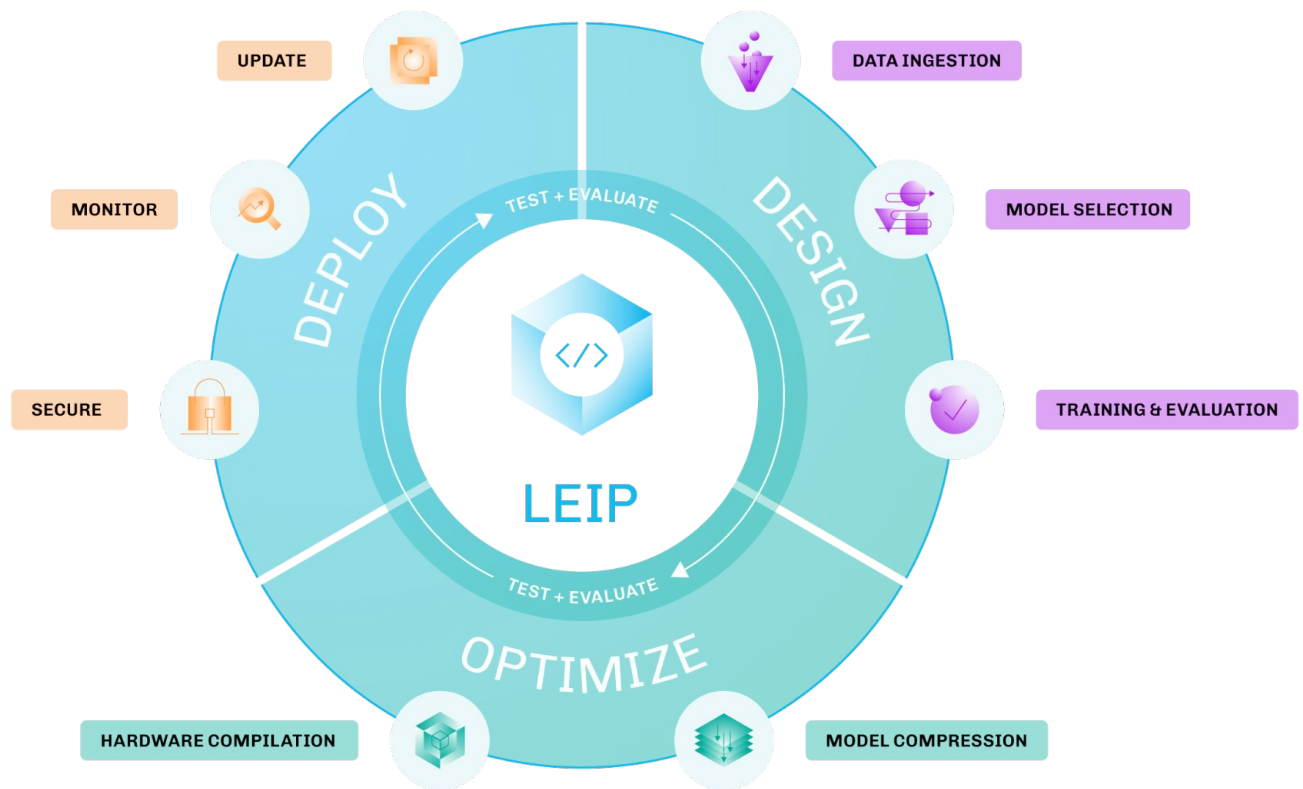 UPDATE
DATA INGESTION
MONITOR
MODEL SELECTION
TEST + EVALUATE
DEPLOY
DESIGN
</>
SECURE
TRAINING & EVALUATION
LEIP
TEST + EVALUATE
OPTIMIZE
HARDWARE COMPILATION
MODEL COMPRESSION